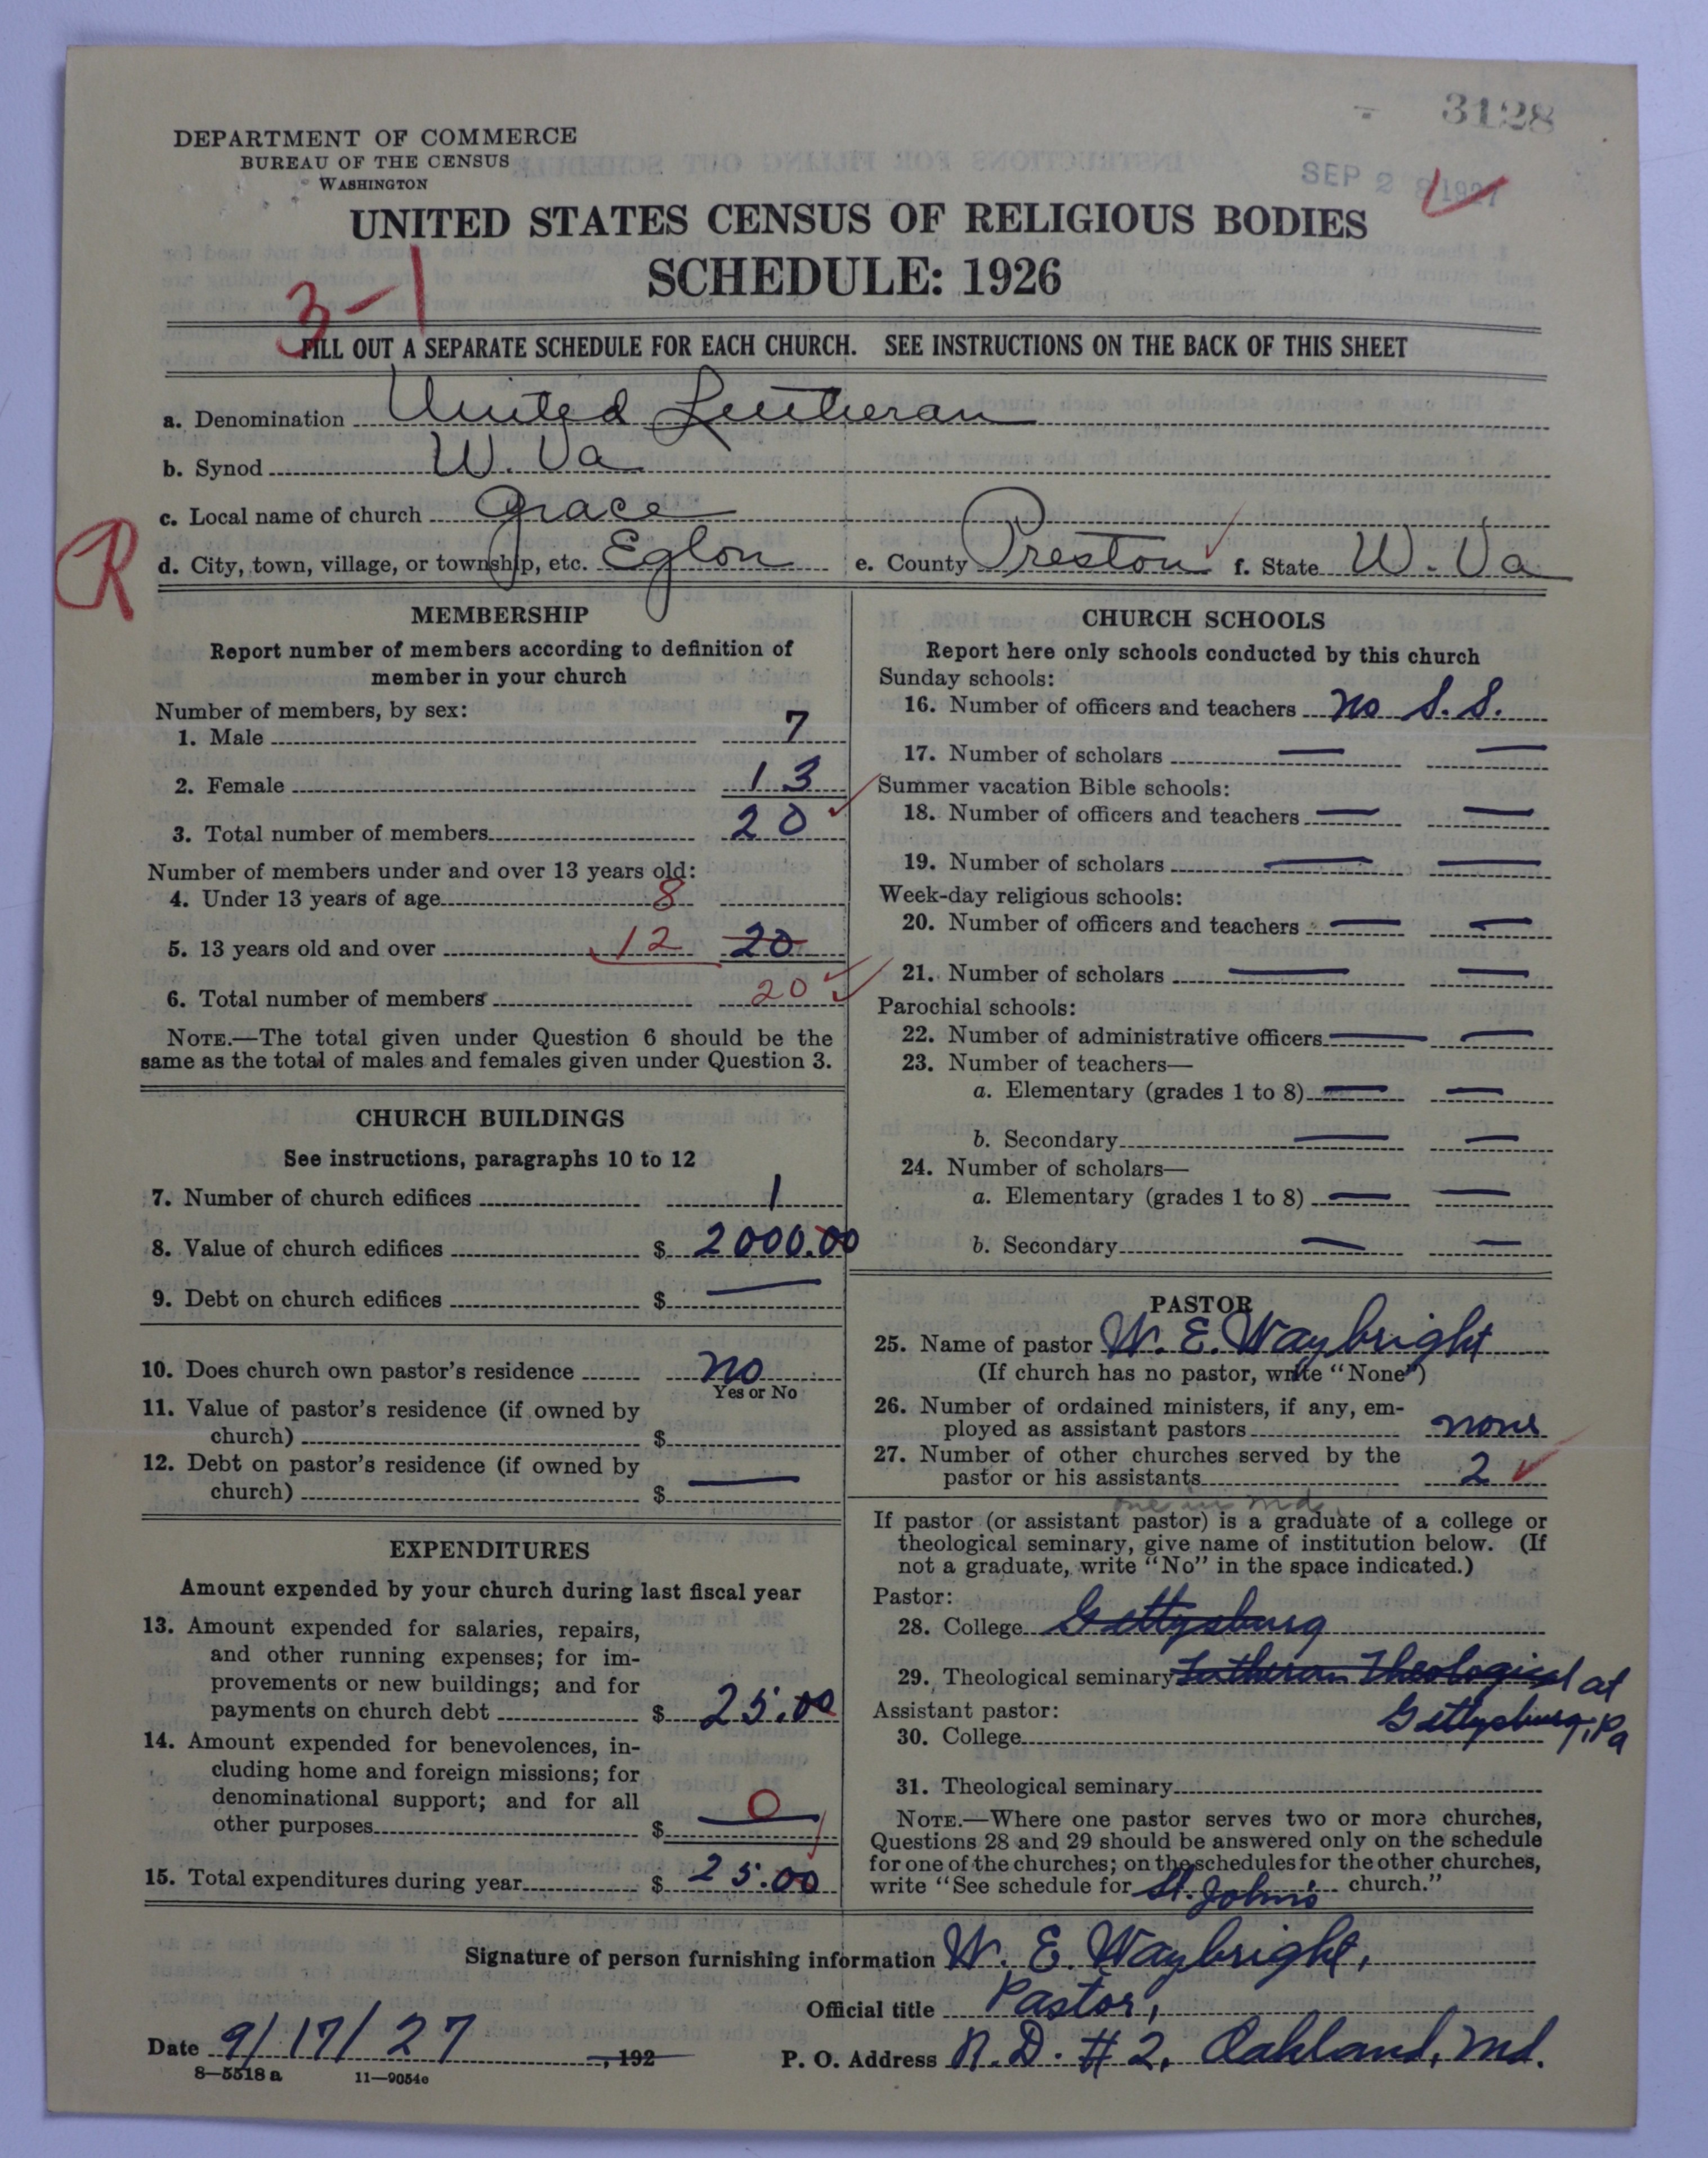 3128
SEP 28 1927
DEPARTMENT OF COMMERCE
BUREAU OF THE CENSUS
WASHINGTON
UNITED STATES CENSUS OF RELIGIOUS BODIES
SCHEDULE: 1926
3-1
FILL OUT A SEPARATE SCHEDULE FOR EACH CHURCH. SEE INSTRUCTIONS ON THE BACK OF THIS SHEET
a. Denomination United Lutheran
b. Synod W. Va
c. Local name of church Grace
R
d. City, town, village, or township, etc. Eglon e. County Preston f. State W. Va
MEMBERSHIP
Report number of members according to definition of
member in your church
Number of members, by sex:
1. Male 7
2. Female 13
3. Total number of members 20
Number of members under and over 13 years old:
4. Under 13 years of age 8
5. 13 years old and over 12 20
6. Total number of members 20
NOTE.—The total given under Question 6 should be the
same as the total of males and females given under Question 3.
CHURCH BUILDINGS
See instructions, paragraphs 10 to 12
7. Number of church edifices 1
8. Value of church edifices $ 2000.00
9. Debt on church edifices $ —
10. Does church own pastor's residence no
Yes or No
11. Value of pastor's residence (if owned by
church) $
12. Debt on pastor's residence (if owned by
church) $ —
EXPENDITURES
Amount expended by your church during last fiscal year
13. Amount expended for salaries, repairs,
and other running expenses; for im-
provements or new buildings; and for
payments on church debt $ 25.00
14. Amount expended for benevolences, in-
cluding home and foreign missions; for
denominational support; and for all
other purposes $ — 0
15. Total expenditures during year $ 25.00
CHURCH SCHOOLS
Report here only schools conducted by this church
Sunday schools:
16. Number of officers and teachers no S. S.
17. Number of scholars — —
Summer vacation Bible schools:
18. Number of officers and teachers — —
19. Number of scholars — —
Week-day religious schools:
20. Number of officers and teachers — —
21. Number of scholars — —
Parochial schools:
22. Number of administrative officers — —
23. Number of teachers—
a. Elementary (grades 1 to 8) — —
b. Secondary — —
24. Number of scholars—
a. Elementary (grades 1 to 8) — —
b. Secondary — —
PASTOR
25. Name of pastor W. E. Waybright
(If church has no pastor, write "None")
26. Number of ordained ministers, if any, em-
ployed as assistant pastors none
27. Number of other churches served by the
pastor or his assistants 2
one in Md.
If pastor (or assistant pastor) is a graduate of a college or
theological seminary, give name of institution below. (If
not a graduate, write "No" in the space indicated.)
Pastor:
28. College Gettysburg
29. Theological seminary Lutheran Theological at
Gettysburg, Pa
Assistant pastor:
30. College
31. Theological seminary
NOTE.—Where one pastor serves two or more churches,
Questions 28 and 29 should be answered only on the schedule
for one of the churches; on the schedules for the other churches,
write "See schedule for St. John's church."
Signature of person furnishing information W. E. Waybright,
Official title Pastor,
Date 9/17/27, 192
P. O. Address R. D. #2, Oakland, Md.
8—5518 a 11—9054c